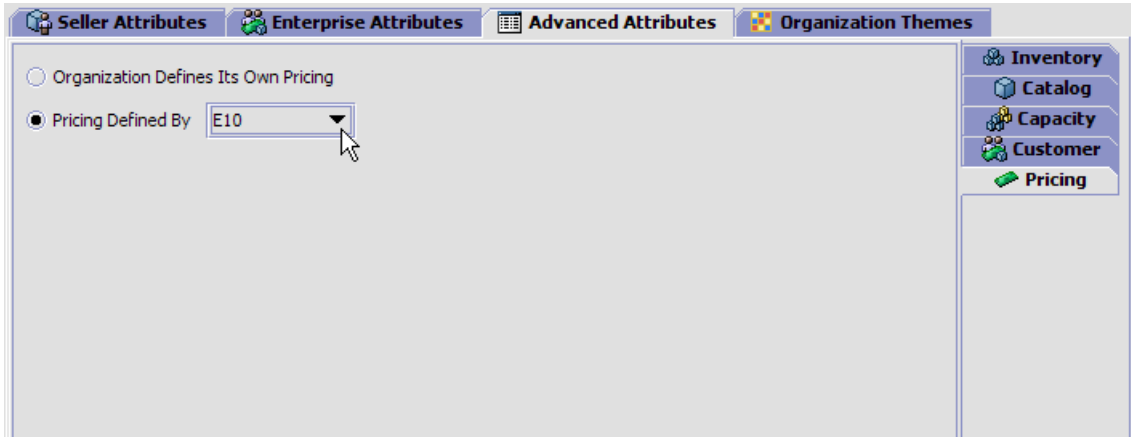 Seller Attributes
Enterprise Attributes
Advanced Attributes
Organization Themes
Organization Defines Its Own Pricing
Pricing Defined By E10
Inventory
Catalog
Capacity
Customer
Pricing